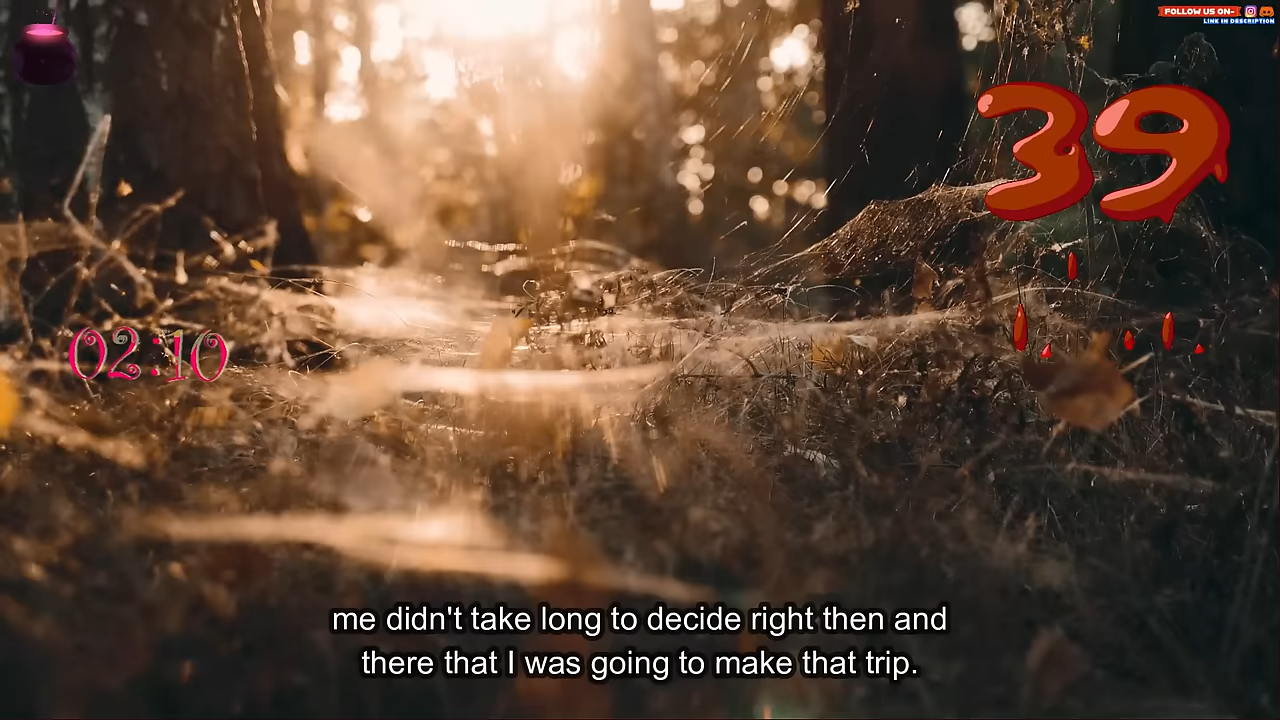 FOLLOW US ON-
LINK IN DESCRIPTION
39
02:10
me didn't take long to decide right then and
there that I was going to make that trip.